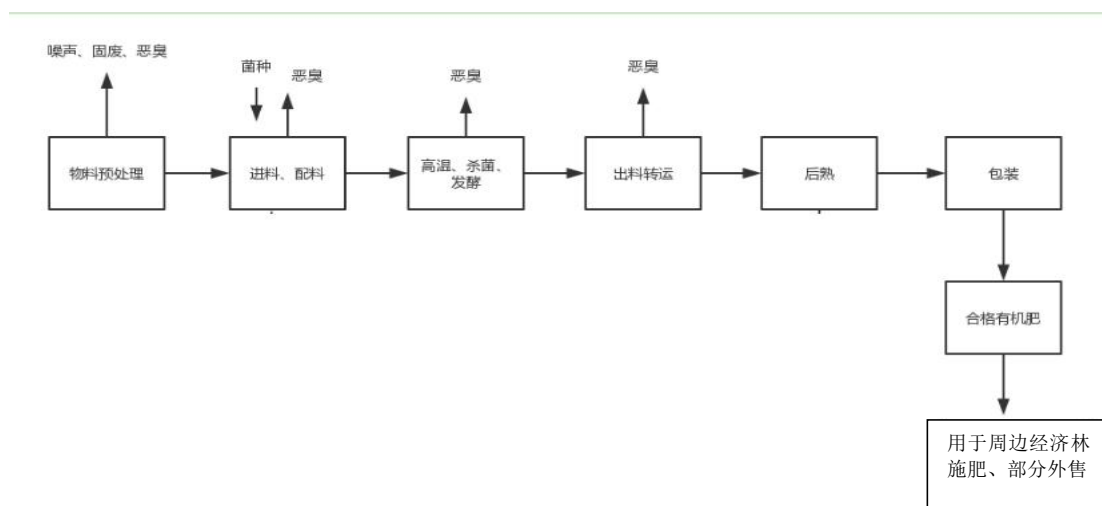 噪声、固废、恶臭
菌种
恶臭
恶臭
恶臭
物料预处理
进料、配料
高温、杀菌、
发酵
出料转运
后熟
包装
合格有机肥
用于周边经济林
施肥、部分外售